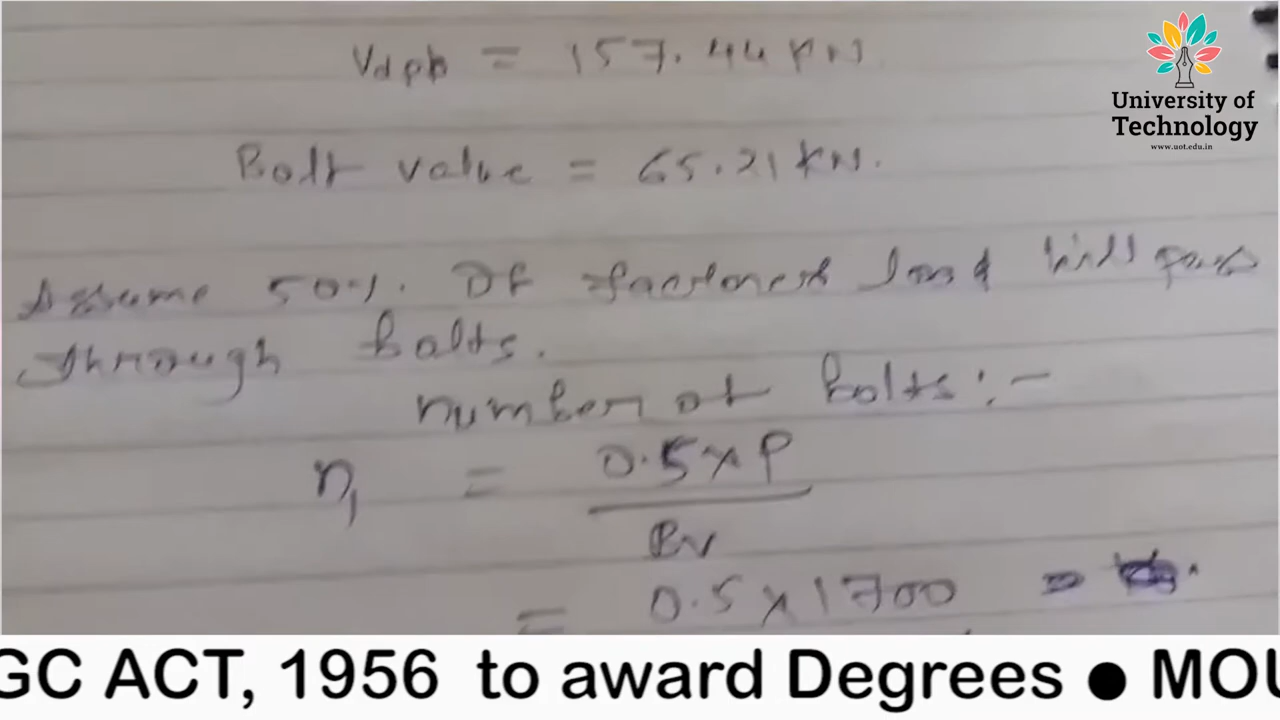 Vdpb = 157.44 KN
Bolt value = 65.21 KN.
Assume 50%. Of factored load will pass
through bolts.
number of bolts:-
n₁ = 0.5 x P
Bv
= 0.5 x 1700 =
University of
Technology
www.uot.edu.in
GC ACT, 1956 to award Degrees ● MOU